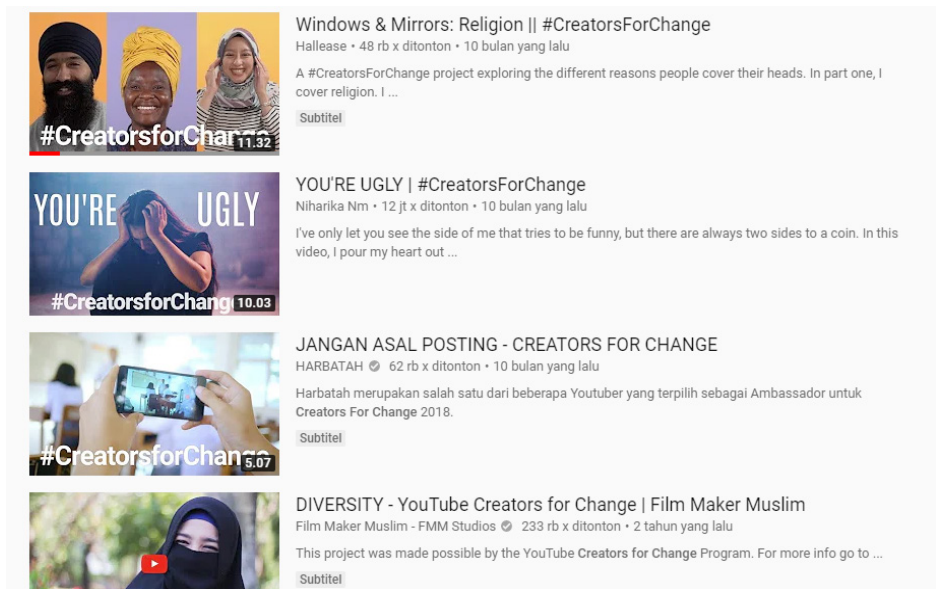 Windows & Mirrors: Religion || #CreatorsForChange
Hallease • 48 rb x ditonton • 10 bulan yang lalu
A #CreatorsForChange project exploring the different reasons people cover their heads. In part one, I
cover religion. I ...
Subtitel
#CreatorsforChange
11.32
YOU'RE UGLY | #CreatorsForChange
Niharika Nm • 12 jt x ditonton • 10 bulan yang lalu
I've only let you see the side of me that tries to be funny, but there are always two sides to a coin. In this
video, I pour my heart out ...
YOU'RE UGLY
#CreatorsforChang
10.03
JANGAN ASAL POSTING - CREATORS FOR CHANGE
HARBATAH 62 rb x ditonton • 10 bulan yang lalu
Harbatah merupakan salah satu dari beberapa Youtuber yang terpilih sebagai Ambassador untuk
Creators For Change 2018.
Subtitel
#CreatorsforChange
5.07
DIVERSITY - YouTube Creators for Change | Film Maker Muslim
Film Maker Muslim - FMM Studios 233 rb x ditonton • 2 tahun yang lalu
This project was made possible by the YouTube Creators for Change Program. For more info go to ...
Subtitel